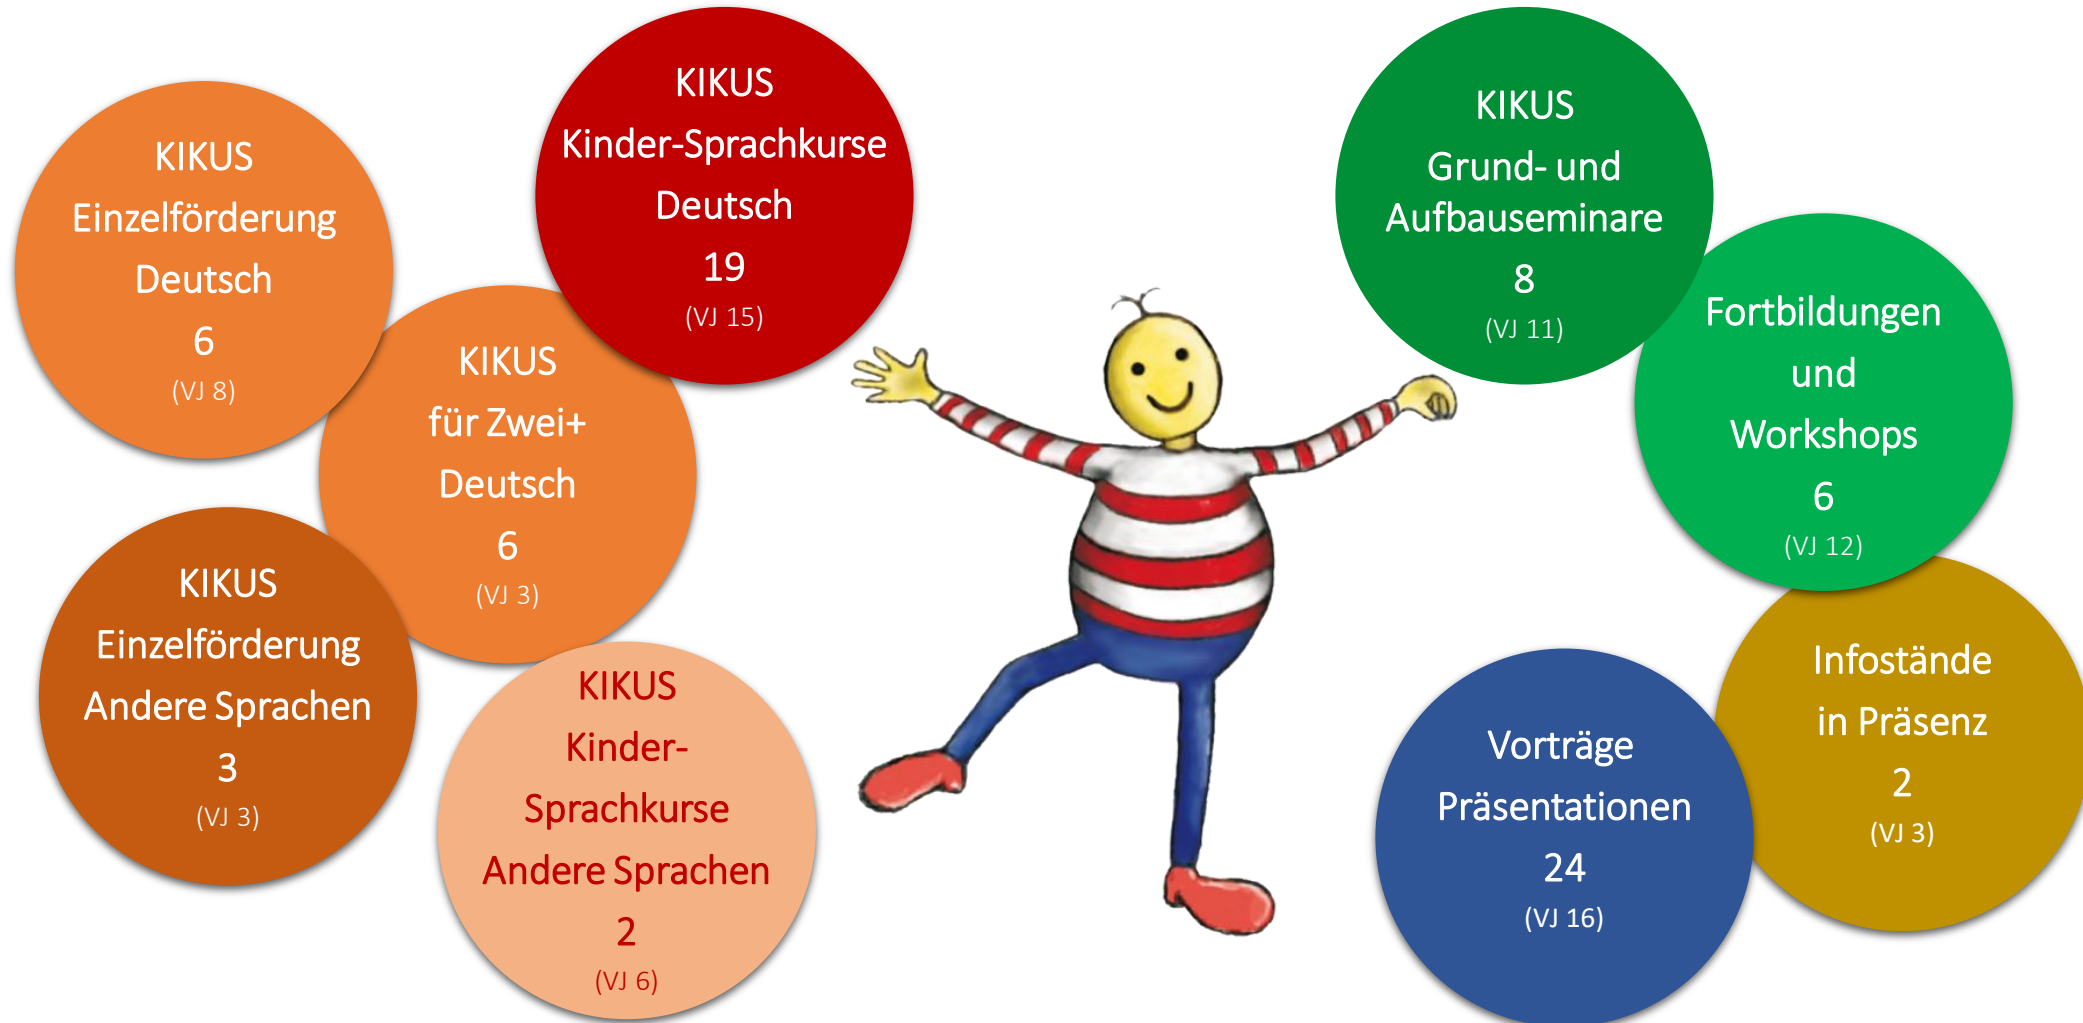 KIKUS
Einzelförderung
Deutsch
6
(VJ 8)
KIKUS
für Zwei+
Deutsch
6
(VJ 3)
KIKUS
Kinder-Sprachkurse
Deutsch
19
(VJ 15)
KIKUS
Einzelförderung
Andere Sprachen
3
(VJ 3)
KIKUS
Kinder-
Sprachkurse
Andere Sprachen
2
(VJ 6)
KIKUS
Grund- und
Aufbauseminare
8
(VJ 11)
Fortbildungen
und
Workshops
6
(VJ 12)
Infostände
in Präsenz
2
(VJ 3)
Vorträge
Präsentationen
24
(VJ 16)